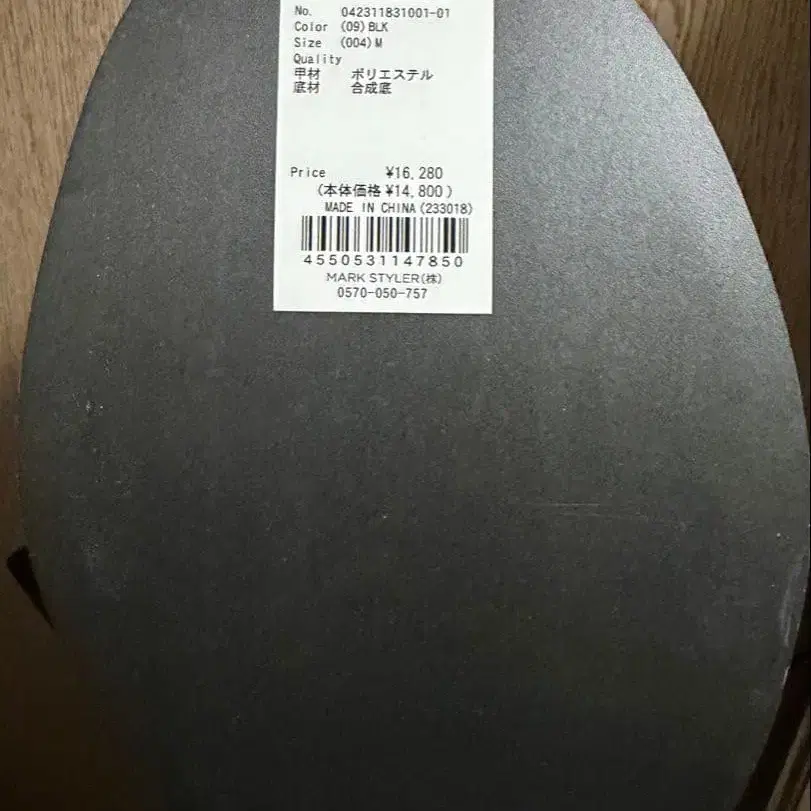 No. 042311831001-01
Color (09)BLK
Size (004)M
Quality
甲材 ポリエステル
底材 合成底
Price ¥16,280
(本体価格¥14,800)
MADE IN CHINA(233018)
4550531147850
MARK STYLER(株)
0570-050-757